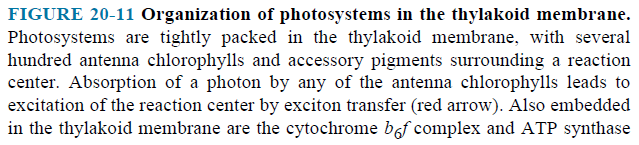 FIGURE 20-11 Organization of photosystems in the thylakoid membrane.
Photosystems are tightly packed in the thylakoid membrane, with several
hundred antenna chlorophylls and accessory pigments surrounding a reaction
center. Absorption of a photon by any of the antenna chlorophylls leads to
excitation of the reaction center by exciton transfer (red arrow). Also embedded
in the thylakoid membrane are the cytochrome b6f complex and ATP synthase